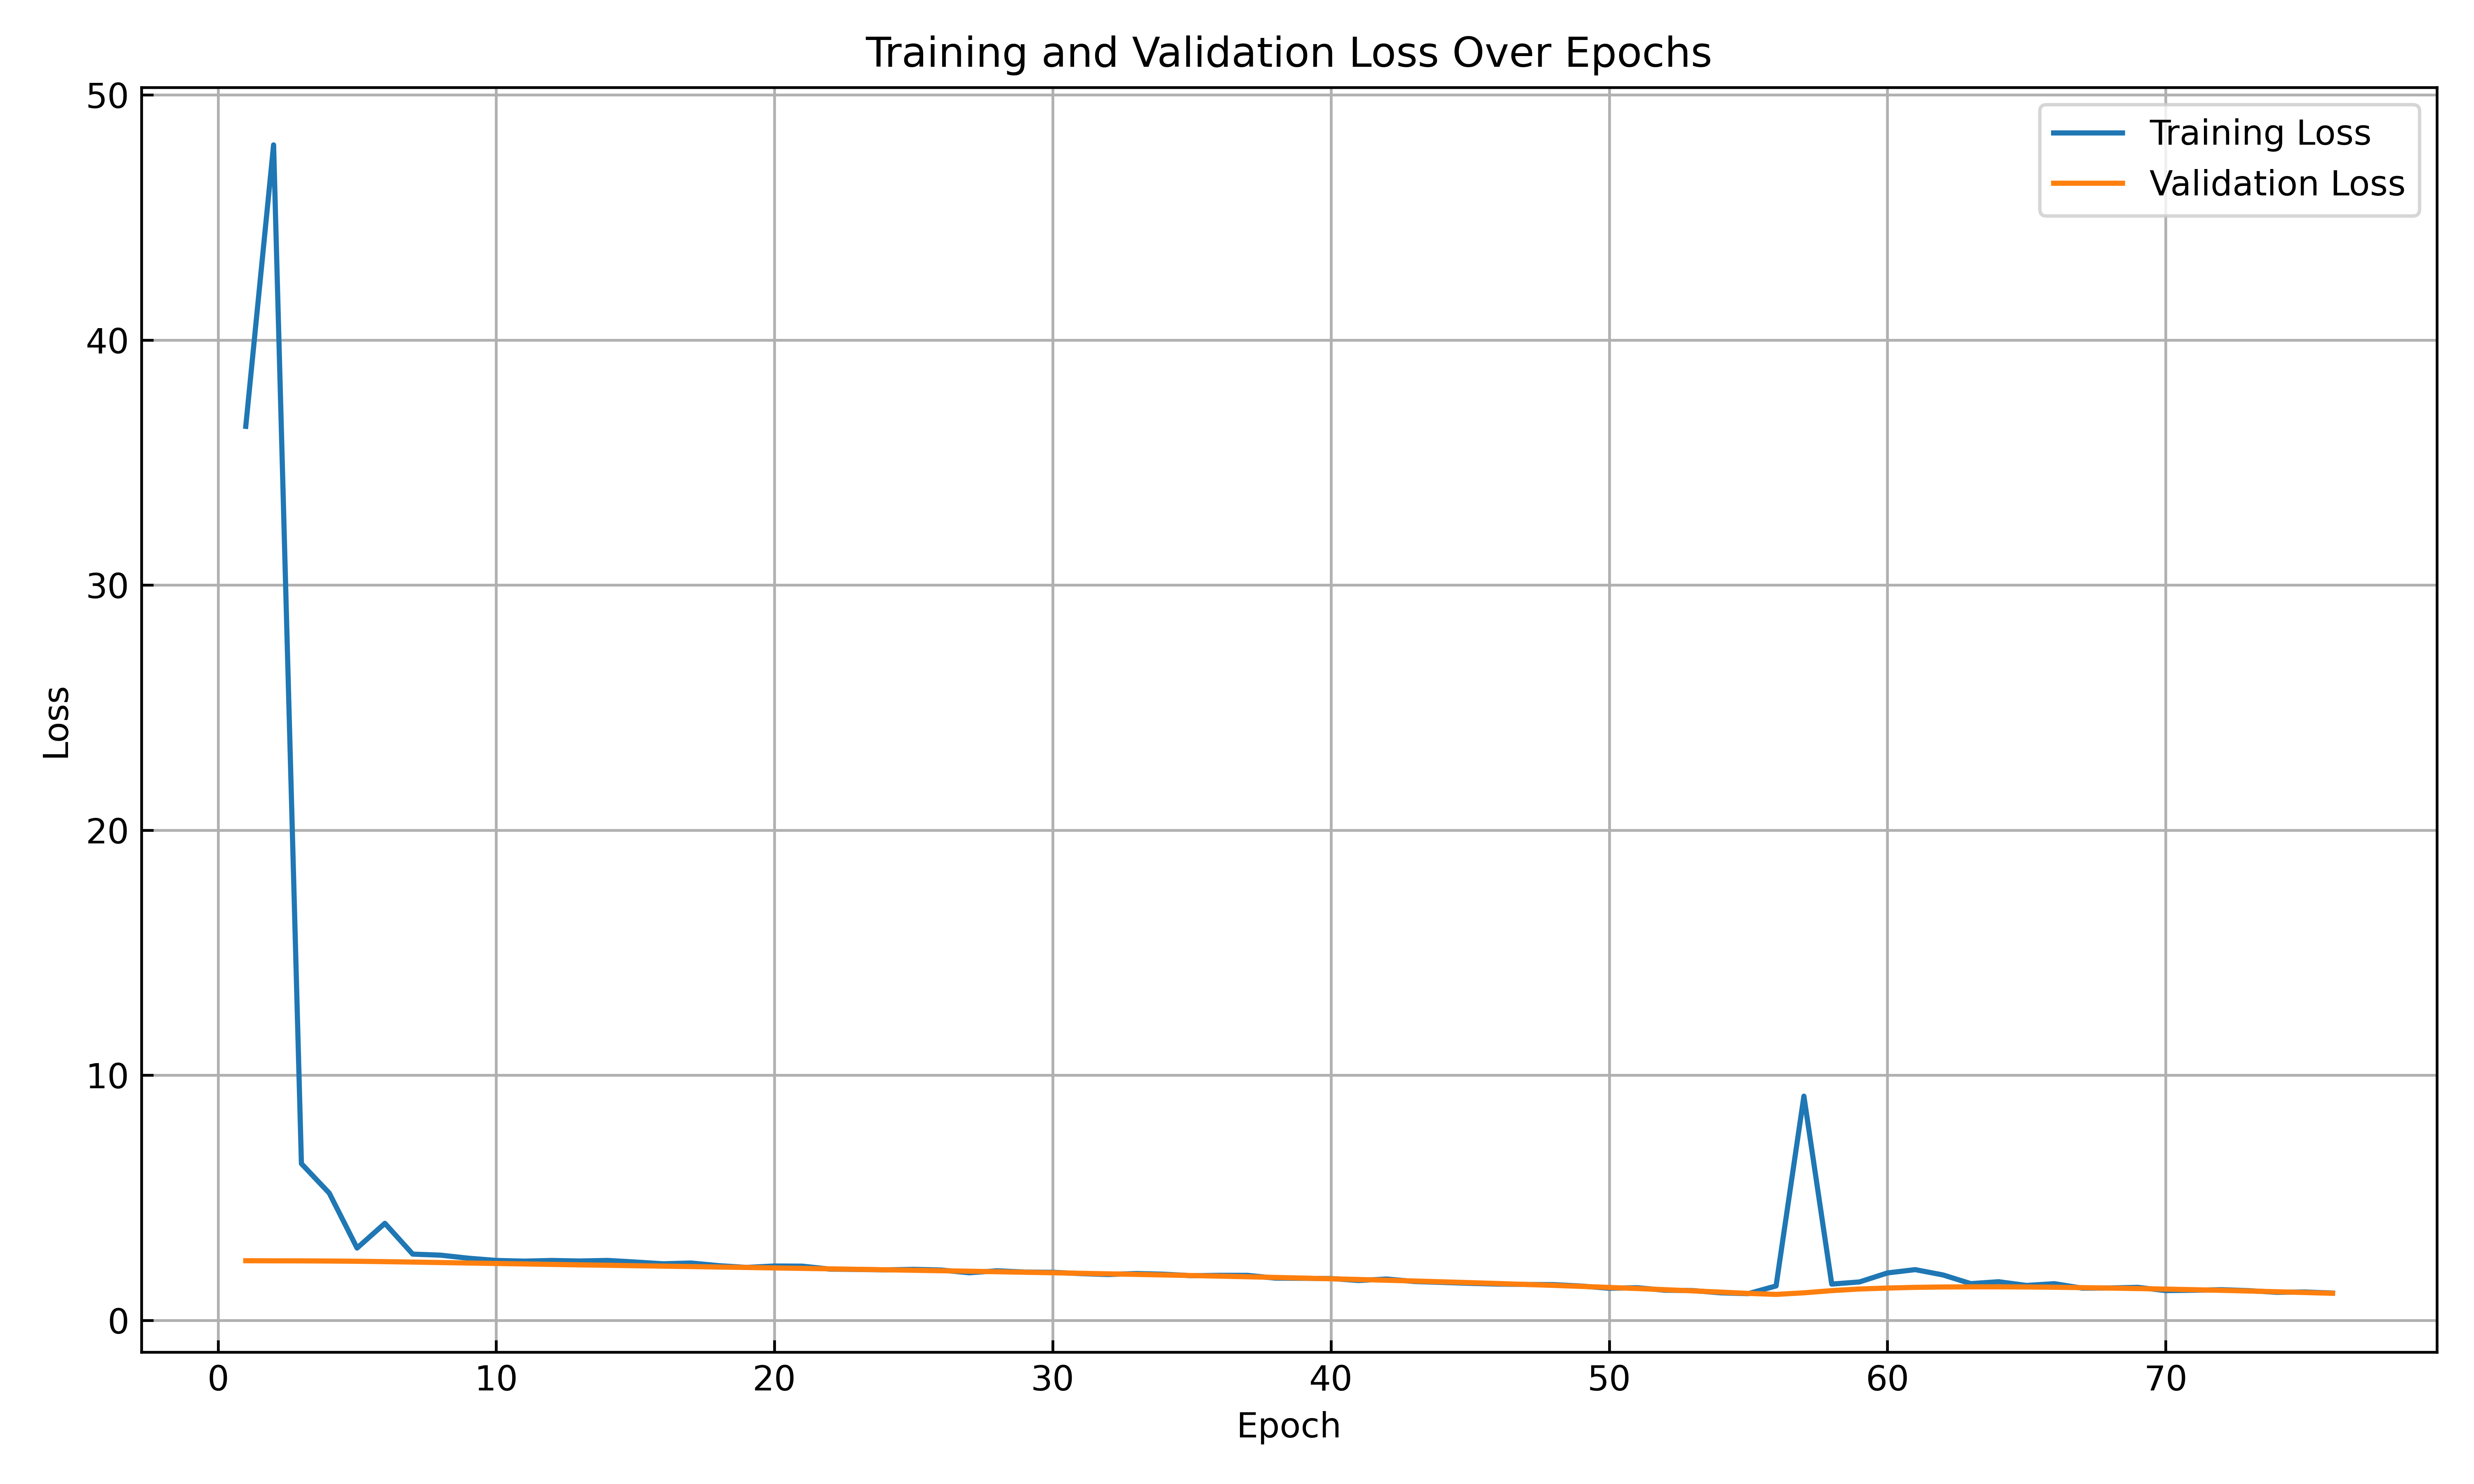 Training and Validation Loss Over Epochs
Training Loss
Validation Loss
50
40
30
20
10
0
Loss
0 10 20 30 40 50 60 70
Epoch